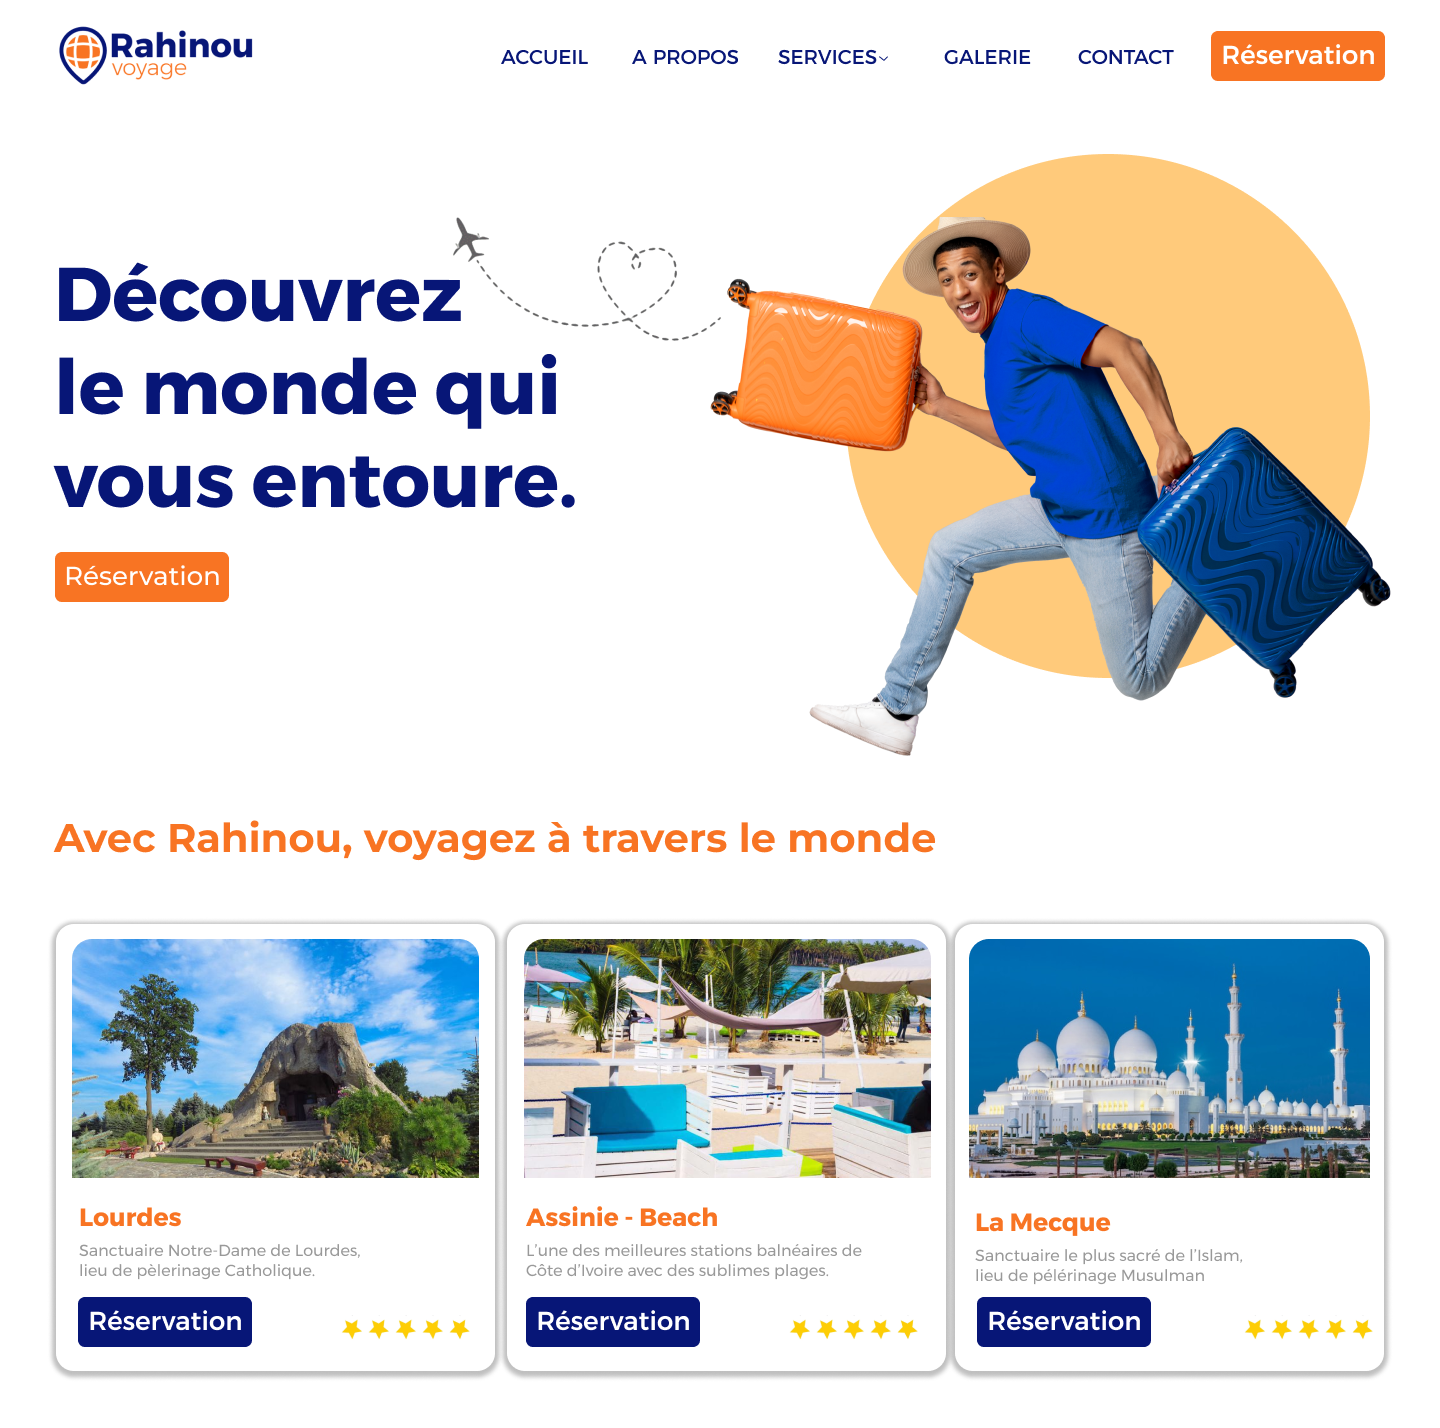 Rahinou
voyage
ACCUEIL
A PROPOS
SERVICES
GALERIE
CONTACT
Réservation
Découvrez
le monde qui
vous entoure.
Réservation
Avec Rahinou, voyagez à travers le monde
Lourdes
Sanctuaire Notre-Dame de Lourdes,
lieu de pèlerinage Catholique.
Réservation
Assinie - Beach
L’une des meilleures stations balnéaires de
Côte d’Ivoire avec des sublimes plages.
Réservation
La Mecque
Sanctuaire le plus sacré de l’Islam,
lieu de pélérinage Musulman
Réservation